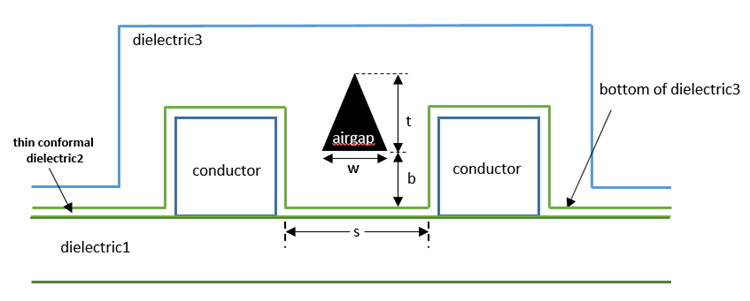 dielectric3
bottom of dielectric3
t
airgap
thin conformal
dielectric2
w
conductor
b
conductor
s
dielectric1